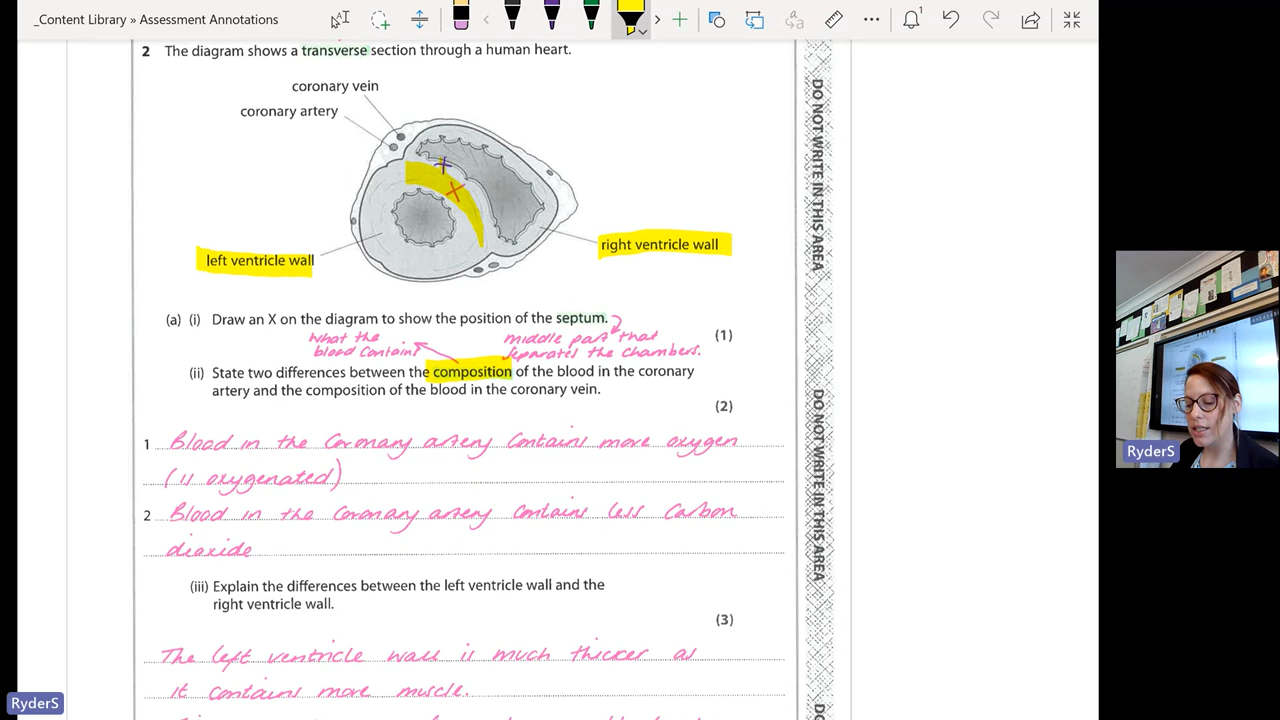 _Content Library » Assessment Annotations
2 The diagram shows a transverse section through a human heart.
coronary vein
coronary artery
left ventricle wall
right ventricle wall
(a) (i) Draw an X on the diagram to show the position of the septum.
(1)
what the
blood contains
middle part that
separates the chambers.
(ii) State two differences between the composition of the blood in the coronary
artery and the composition of the blood in the coronary vein.
(2)
1 Blood in the coronary artery contains more oxygen
(is oxygenated)
2 Blood in the coronary artery contains less carbon
dioxide
(iii) Explain the differences between the left ventricle wall and the
right ventricle wall.
(3)
The left ventricle wall is much thicker as
it contains more muscle.
DO NOT WRITE IN THIS AREA
DO NOT WRITE IN THIS AREA
RyderS
RyderS